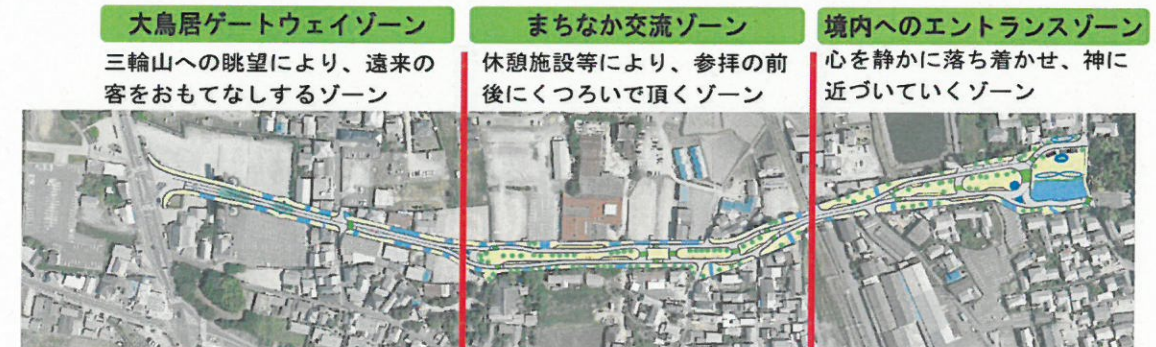 大鳥居ゲートウェイゾーン
三輪山への眺望により、遠来の
客をおもてなしするゾーン
まちなか交流ゾーン
休憩施設等により、参拝の前
後にくつろいで頂くゾーン
境内へのエントランスゾーン
心を静かに落ち着かせ、神に
近づいていくゾーン